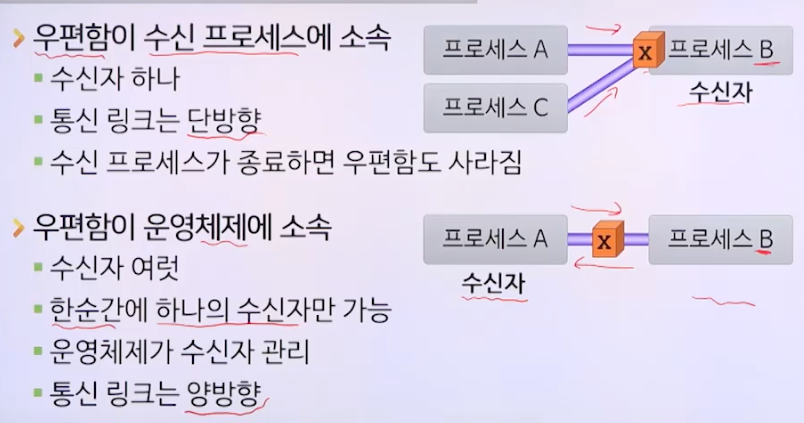 우편함이 수신 프로세스에 소속
수신자 하나
통신 링크는 단방향
수신 프로세스가 종료하면 우편함도 사라짐
프로세스 A
X
프로세스 B
수신자
프로세스 C
우편함이 운영체제에 소속
수신자 여럿
한순간에 하나의 수신자만 가능
운영체제가 수신자 관리
통신 링크는 양방향
프로세스 A
X
프로세스 B
수신자